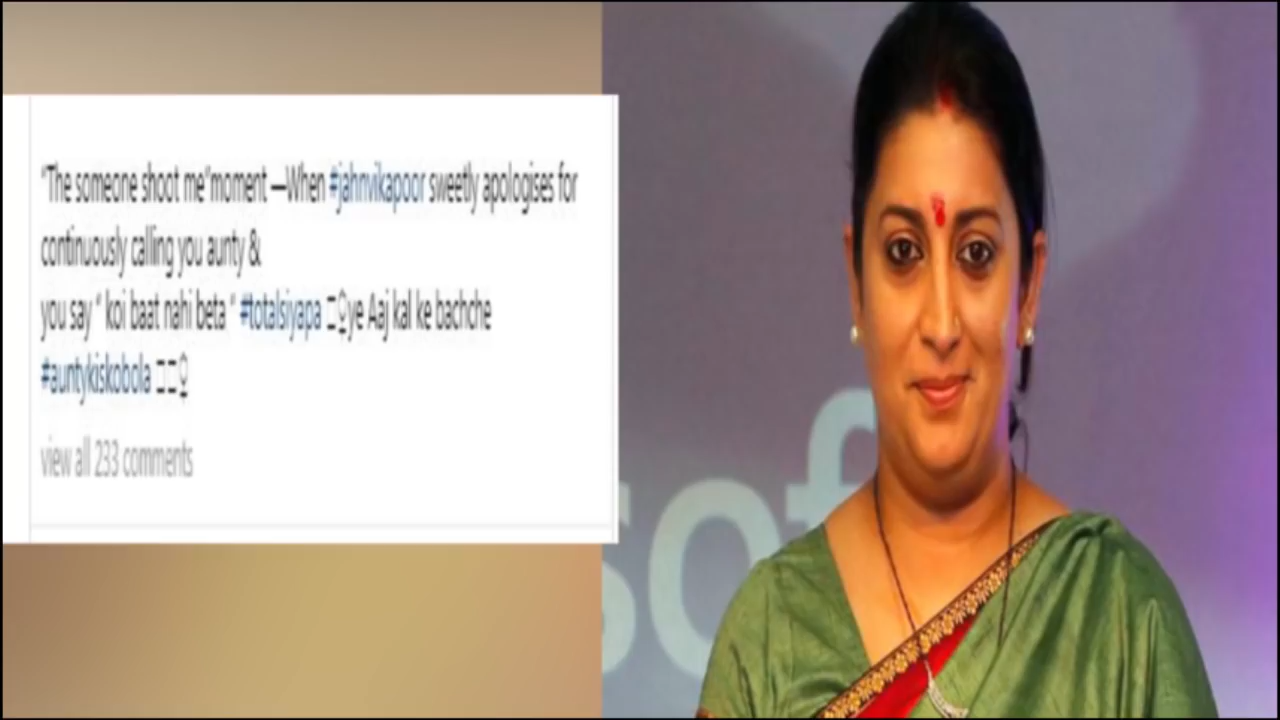 "The someone shoot me"moment —When #jahnvikapoor sweetly apologises for
continuously calling you aunty &
you say " koi baat nahi beta " #totalsiyapa □♀ye Aaj kal ke bachche
#auntykiskobola □□♀
view all 233 comments
sof